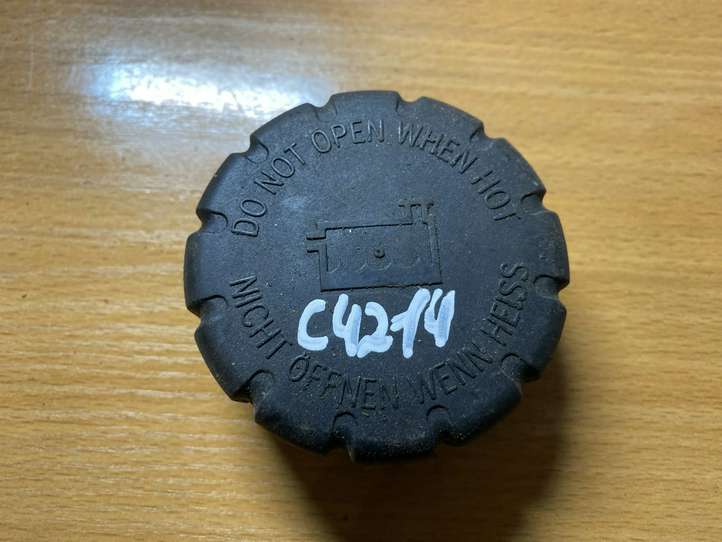 DO NOT OPEN WHEN HOT
C4214
NICHT ÖFFNEN WENN HEISS